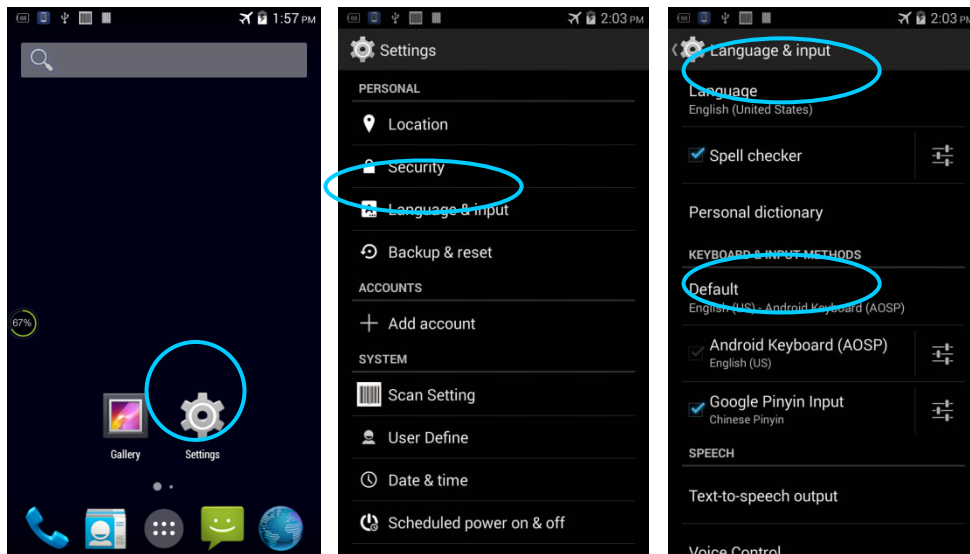 1:57 PM
67%
Gallery
Settings
2:03 PM
Settings
PERSONAL
Location
Security
Language & input
Backup & reset
ACCOUNTS
Add account
SYSTEM
Scan Setting
User Define
Date & time
Scheduled power on & off
2:03 PM
Language & input
Language
English (United States)
Spell checker
Personal dictionary
KEYBOARD & INPUT METHODS
Default
English (US) - Android Keyboard (AOSP)
Android Keyboard (AOSP)
English (US)
Google Pinyin Input
Chinese Pinyin
SPEECH
Text-to-speech output
Voice Control